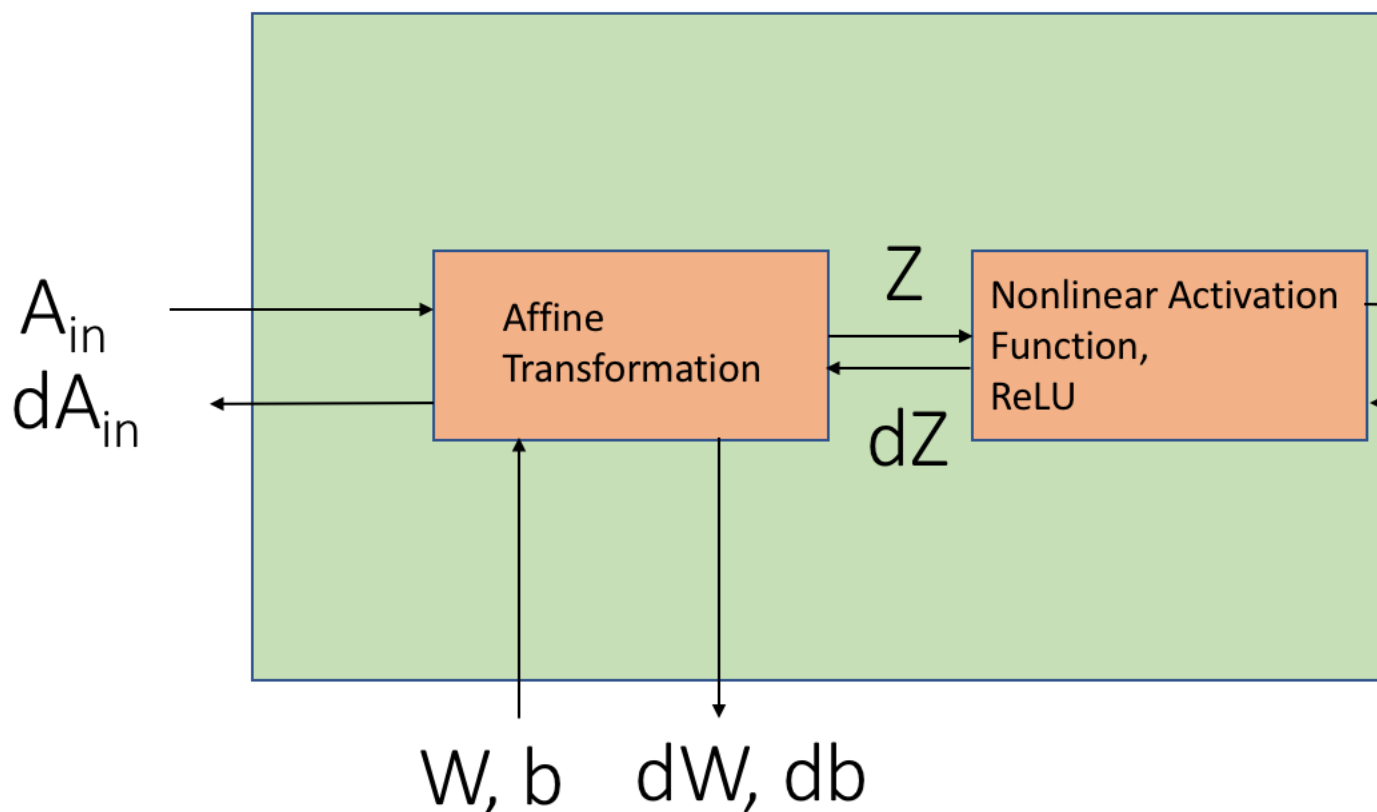 A_in
dA_in
Affine
Transformation
Z
dZ
Nonlinear Activation
Function,
ReLU
W, b
dW, db